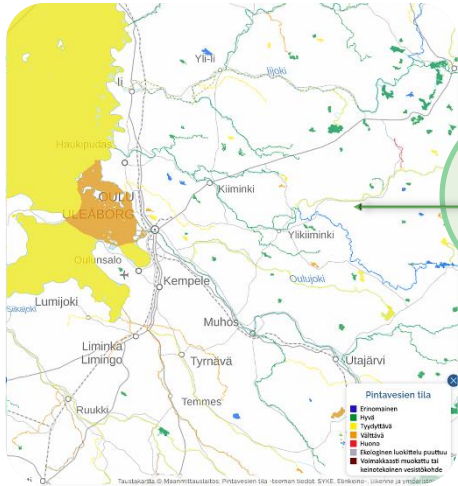 Yli-Ii
Iijoki
Ii
Haukipudas
Kiiminki
OULU
ULEÅBORG
Ylikiiminki
Oulunsalo
Oulujoki
Kempele
Lumijoki
Siikajoki
Muhos
Liminka
Limingo
Tyrnävä
Utajärvi
Temmes
Ruukki
Pintavesien tila
Erinomainen
Hyvä
Tyydyttävä
Välttävä
Huono
Ekologinen luokittelu puuttuu
Voimakkaasti muokattu tai
keinotekoinen vesistökohde
Taustakartta © Maanmittauslaitos; Pintavesien tila -teeman tiedot: SYKE, Elinkeino-, liikenne ja ympäristö